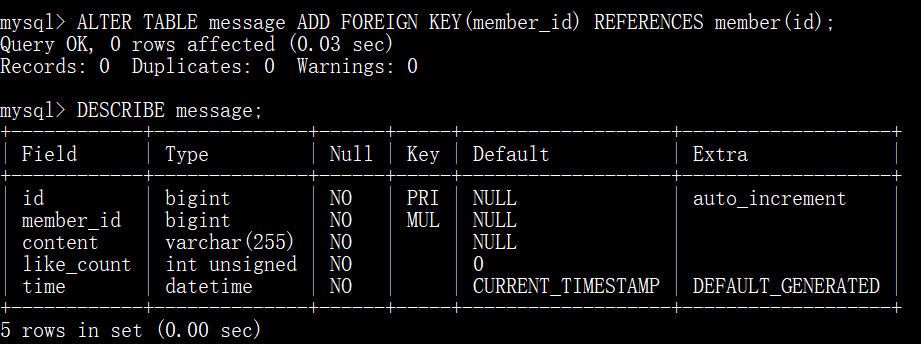 mysql> ALTER TABLE message ADD FOREIGN KEY(member_id) REFERENCES member(id);
Query OK, 0 rows affected (0.03 sec)
Records: 0  Duplicates: 0  Warnings: 0
mysql> DESCRIBE message;
+------------+--------------+------+-----+-------------------+-------------------+
| Field      | Type         | Null | Key | Default           | Extra             |
+------------+--------------+------+-----+-------------------+-------------------+
| id         | bigint       | NO   | PRI | NULL              | auto_increment    |
| member_id  | bigint       | NO   | MUL | NULL              |                   |
| content    | varchar(255) | NO   |     | NULL              |                   |
| like_count | int unsigned | NO   |     | 0                 |                   |
| time       | datetime     | NO   |     | CURRENT_TIMESTAMP | DEFAULT_GENERATED |
+------------+--------------+------+-----+-------------------+-------------------+
5 rows in set (0.00 sec)